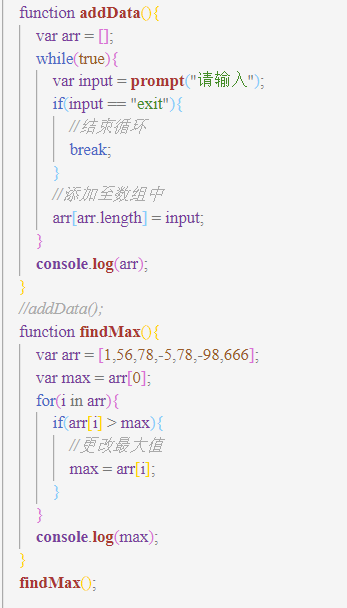 function addData(){
var arr = [];
while(true){
var input = prompt("请输入");
if(input == "exit"){
//结束循环
break;
}
//添加至数组中
arr[arr.length] = input;
}
console.log(arr);
}
//addData();
function findMax(){
var arr = [1,56,78,-5,78,-98,666];
var max = arr[0];
for(i in arr){
if(arr[i] > max){
//更改最大值
max = arr[i];
}
}
console.log(max);
}
findMax();